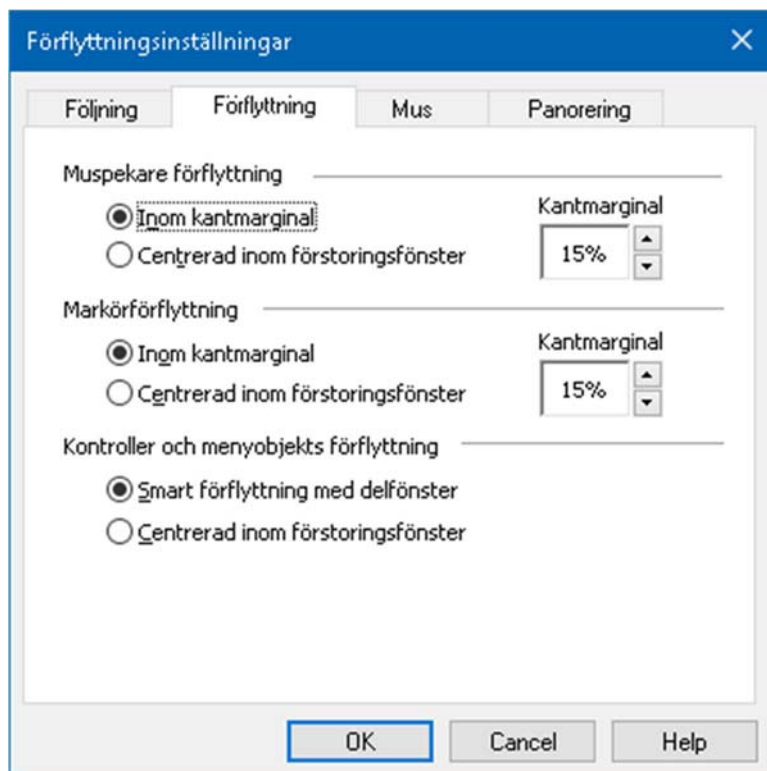 Förflyttningsinställningar
Följning Förflyttning Mus Panorering
Muspekare förflyttning
Inom kantmarginal
Kantmarginal
Centrerad inom förstoringsfönster
15%
Markörförflyttning
Inom kantmarginal
Kantmarginal
Centrerad inom förstoringsfönster
15%
Kontroller och menyobjekts förflyttning
Smart förflyttning med delfönster
Centrerad inom förstoringsfönster
OK Cancel Help